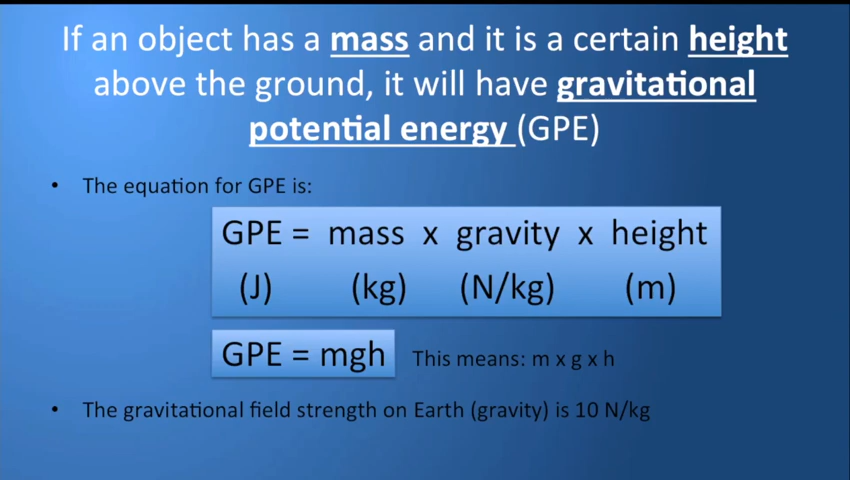 If an object has a mass and it is a certain height
above the ground, it will have gravitational
potential energy (GPE)
• The equation for GPE is:
GPE = mass x gravity x height
(J) (kg) (N/kg) (m)
GPE = mgh This means: m x g x h
• The gravitational field strength on Earth (gravity) is 10 N/kg